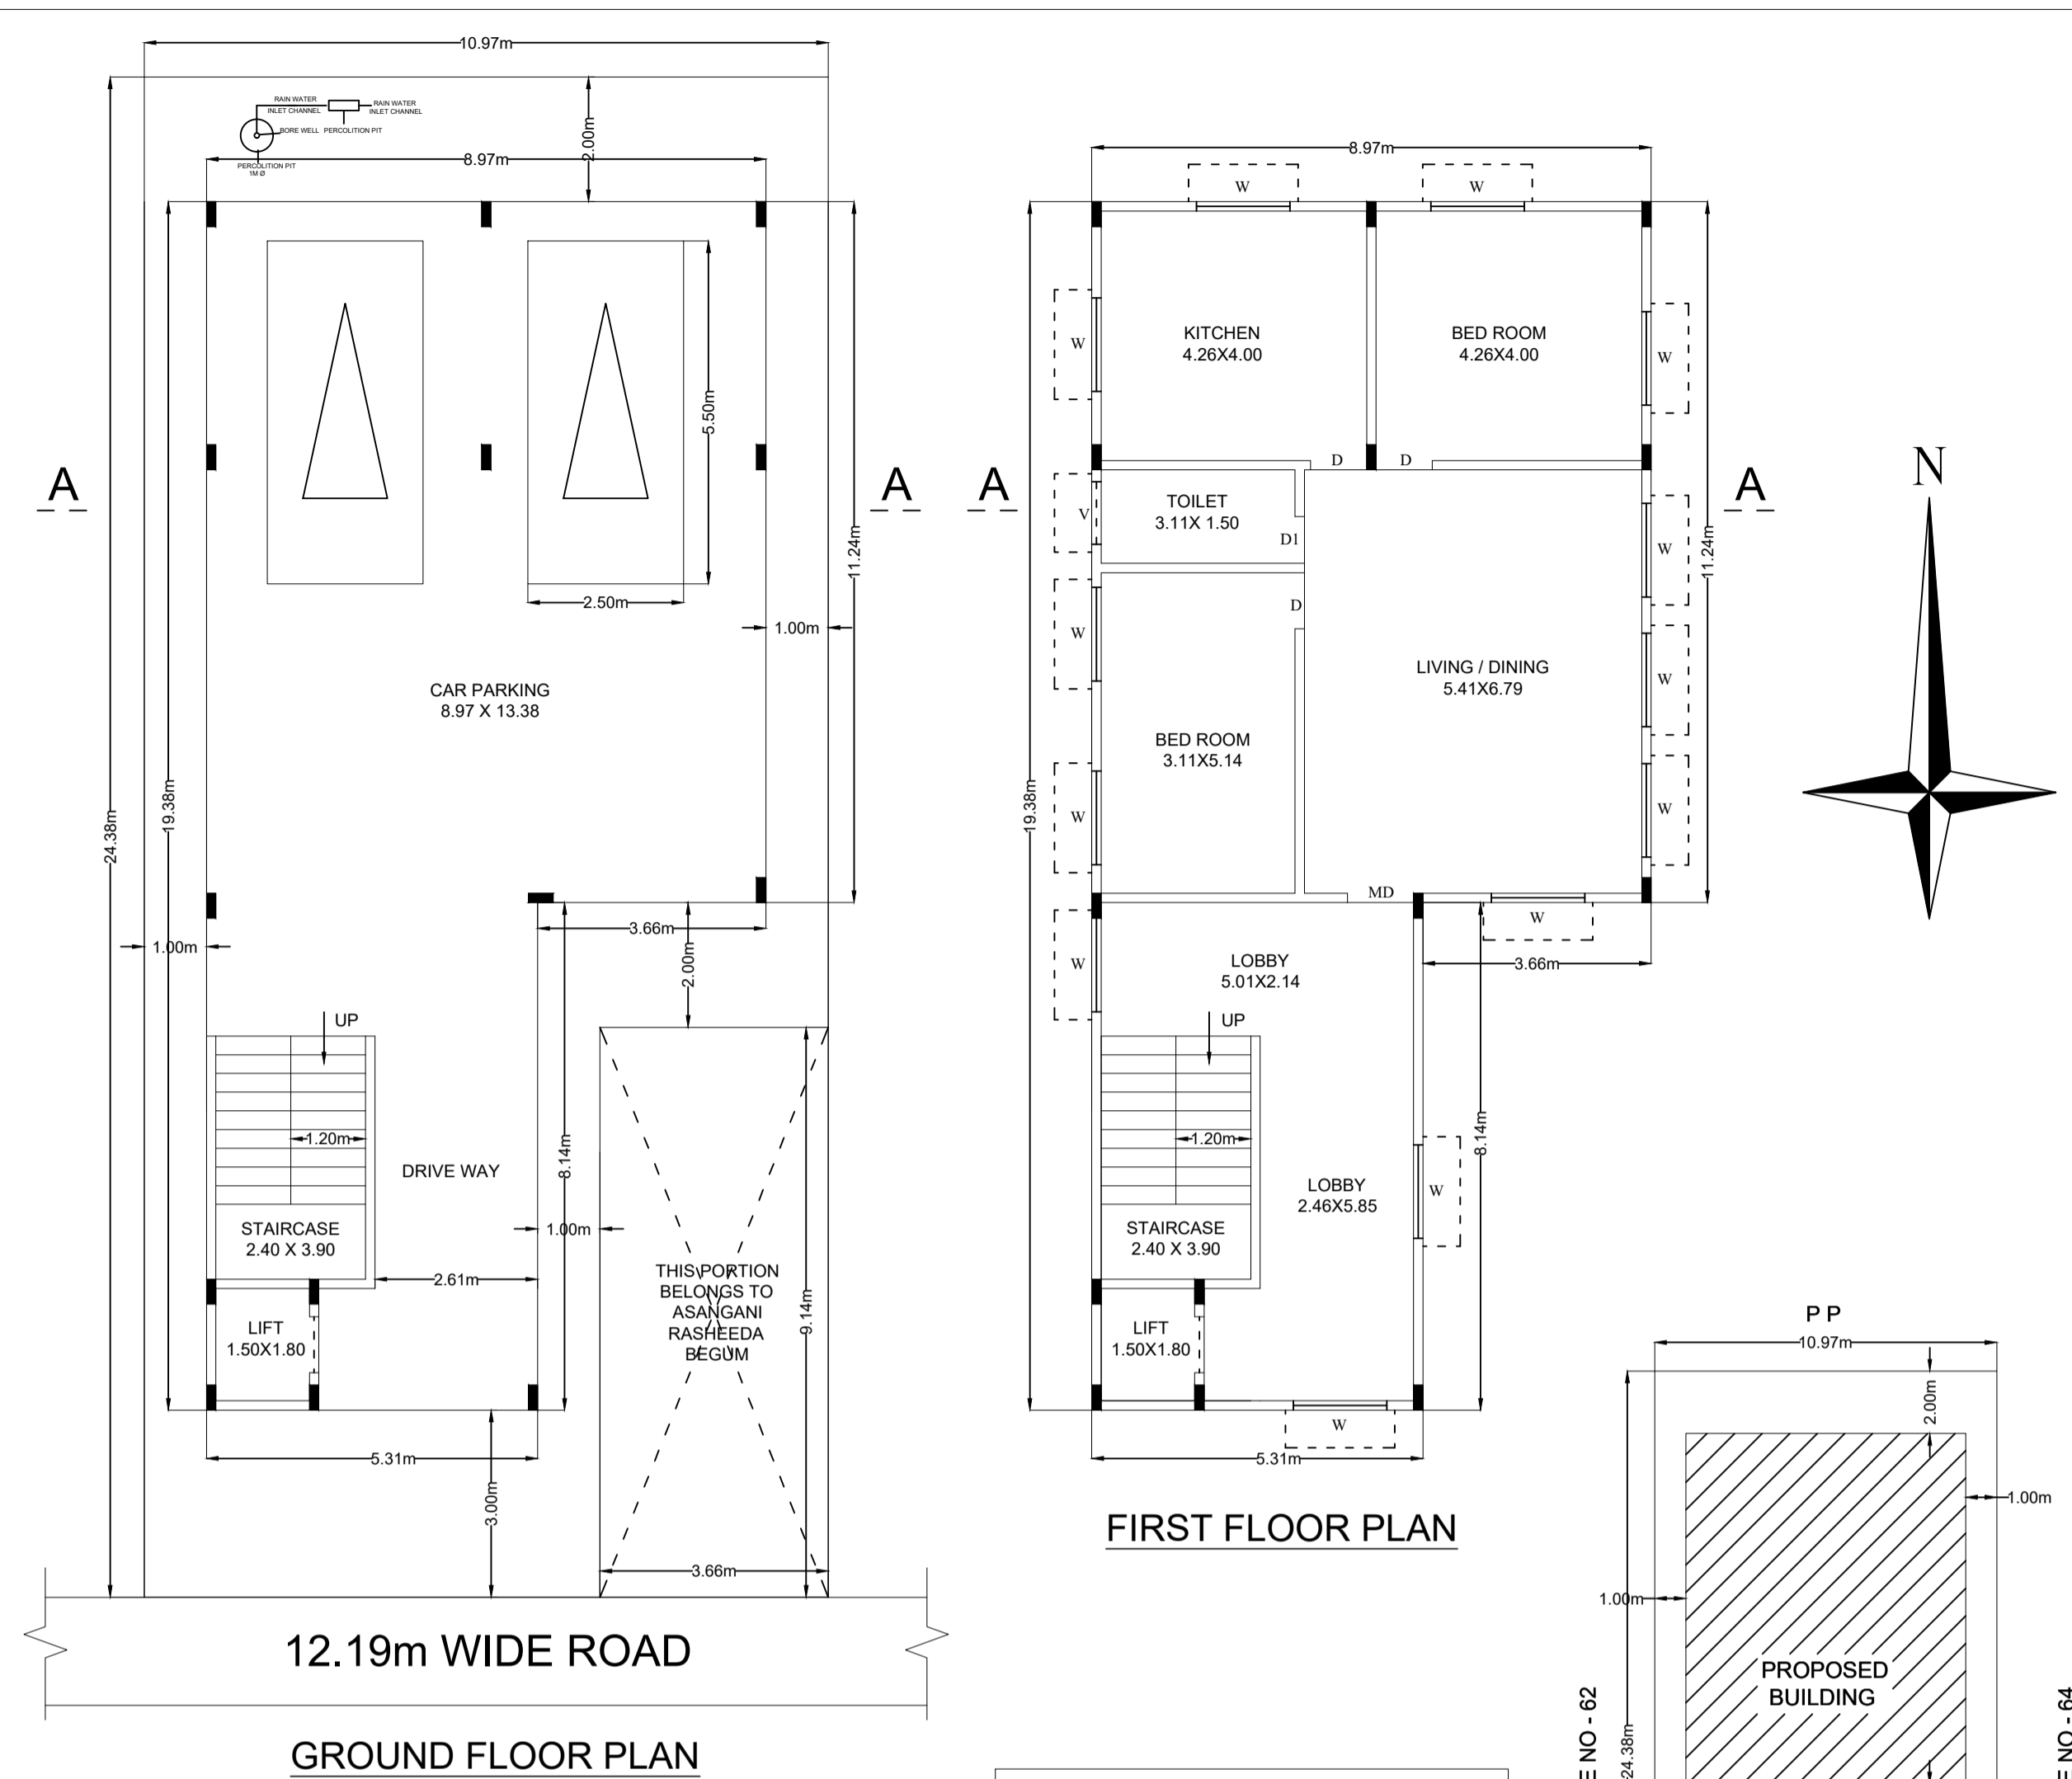 10.97m
RAIN WATER
INLET CHANNEL
RAIN WATER
INLET CHANNEL
BORE WELL
PERCOLITION PIT
PERCOLITION PIT
1M Ø
2.00m
8.97m
5.50m
2.50m
A
A
11.24m
1.00m
CAR PARKING
8.97 X 13.38
24.38m
19.38m
1.00m
3.66m
2.00m
UP
1.20m
8.14m
DRIVE WAY
STAIRCASE
2.40 X 3.90
1.00m
2.61m
THIS PORTION
BELONGS TO
ASANGANI
RASHEEDA
BEGUM
9.14m
LIFT
1.50X1.80
5.31m
3.00m
3.66m
12.19m WIDE ROAD
GROUND FLOOR PLAN
8.97m
W
W
W
KITCHEN
4.26X4.00
BED ROOM
4.26X4.00
W
D
D
A
A
TOILET
3.11X 1.50
V
D1
W
11.24m
D
W
LIVING / DINING
5.41X6.79
W
BED ROOM
3.11X5.14
19.38m
W
W
MD
W
LOBBY
5.01X2.14
W
3.66m
UP
1.20m
8.14m
LOBBY
2.46X5.85
W
STAIRCASE
2.40 X 3.90
LIFT
1.50X1.80
W
5.31m
FIRST FLOOR PLAN
N
P P
10.97m
2.00m
1.00m
1.00m
PROPOSED
BUILDING
E NO - 62
24.38m
E NO - 64